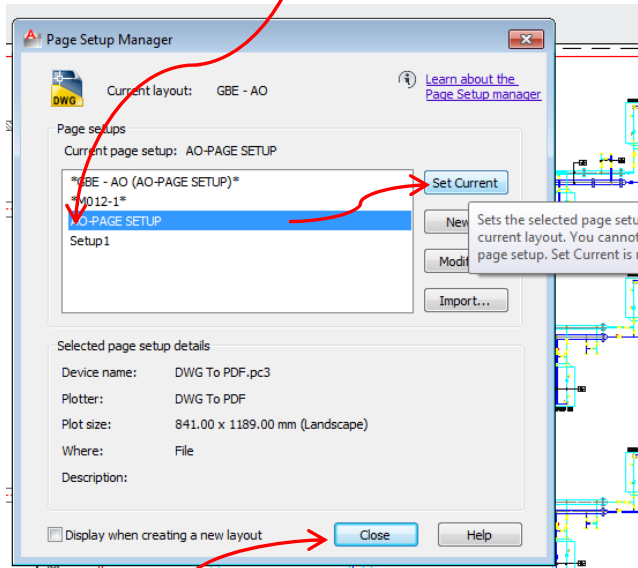 Page Setup Manager
DWG
Current layout: GBE - AO
Learn about the
Page Setup manager
Page setups
Current page setup: AO-PAGE SETUP
*GBE - AO (AO-PAGE SETUP)*
*M012-1*
AO-PAGE SETUP
Setup1
Set Current
New
Sets the selected page setu
current layout. You cannot
page setup. Set Current is
Modif
Import...
Selected page setup details
Device name: DWG To PDF.pc3
Plotter: DWG To PDF
Plot size: 841.00 x 1189.00 mm (Landscape)
Where: File
Description:
Display when creating a new layout
Close
Help